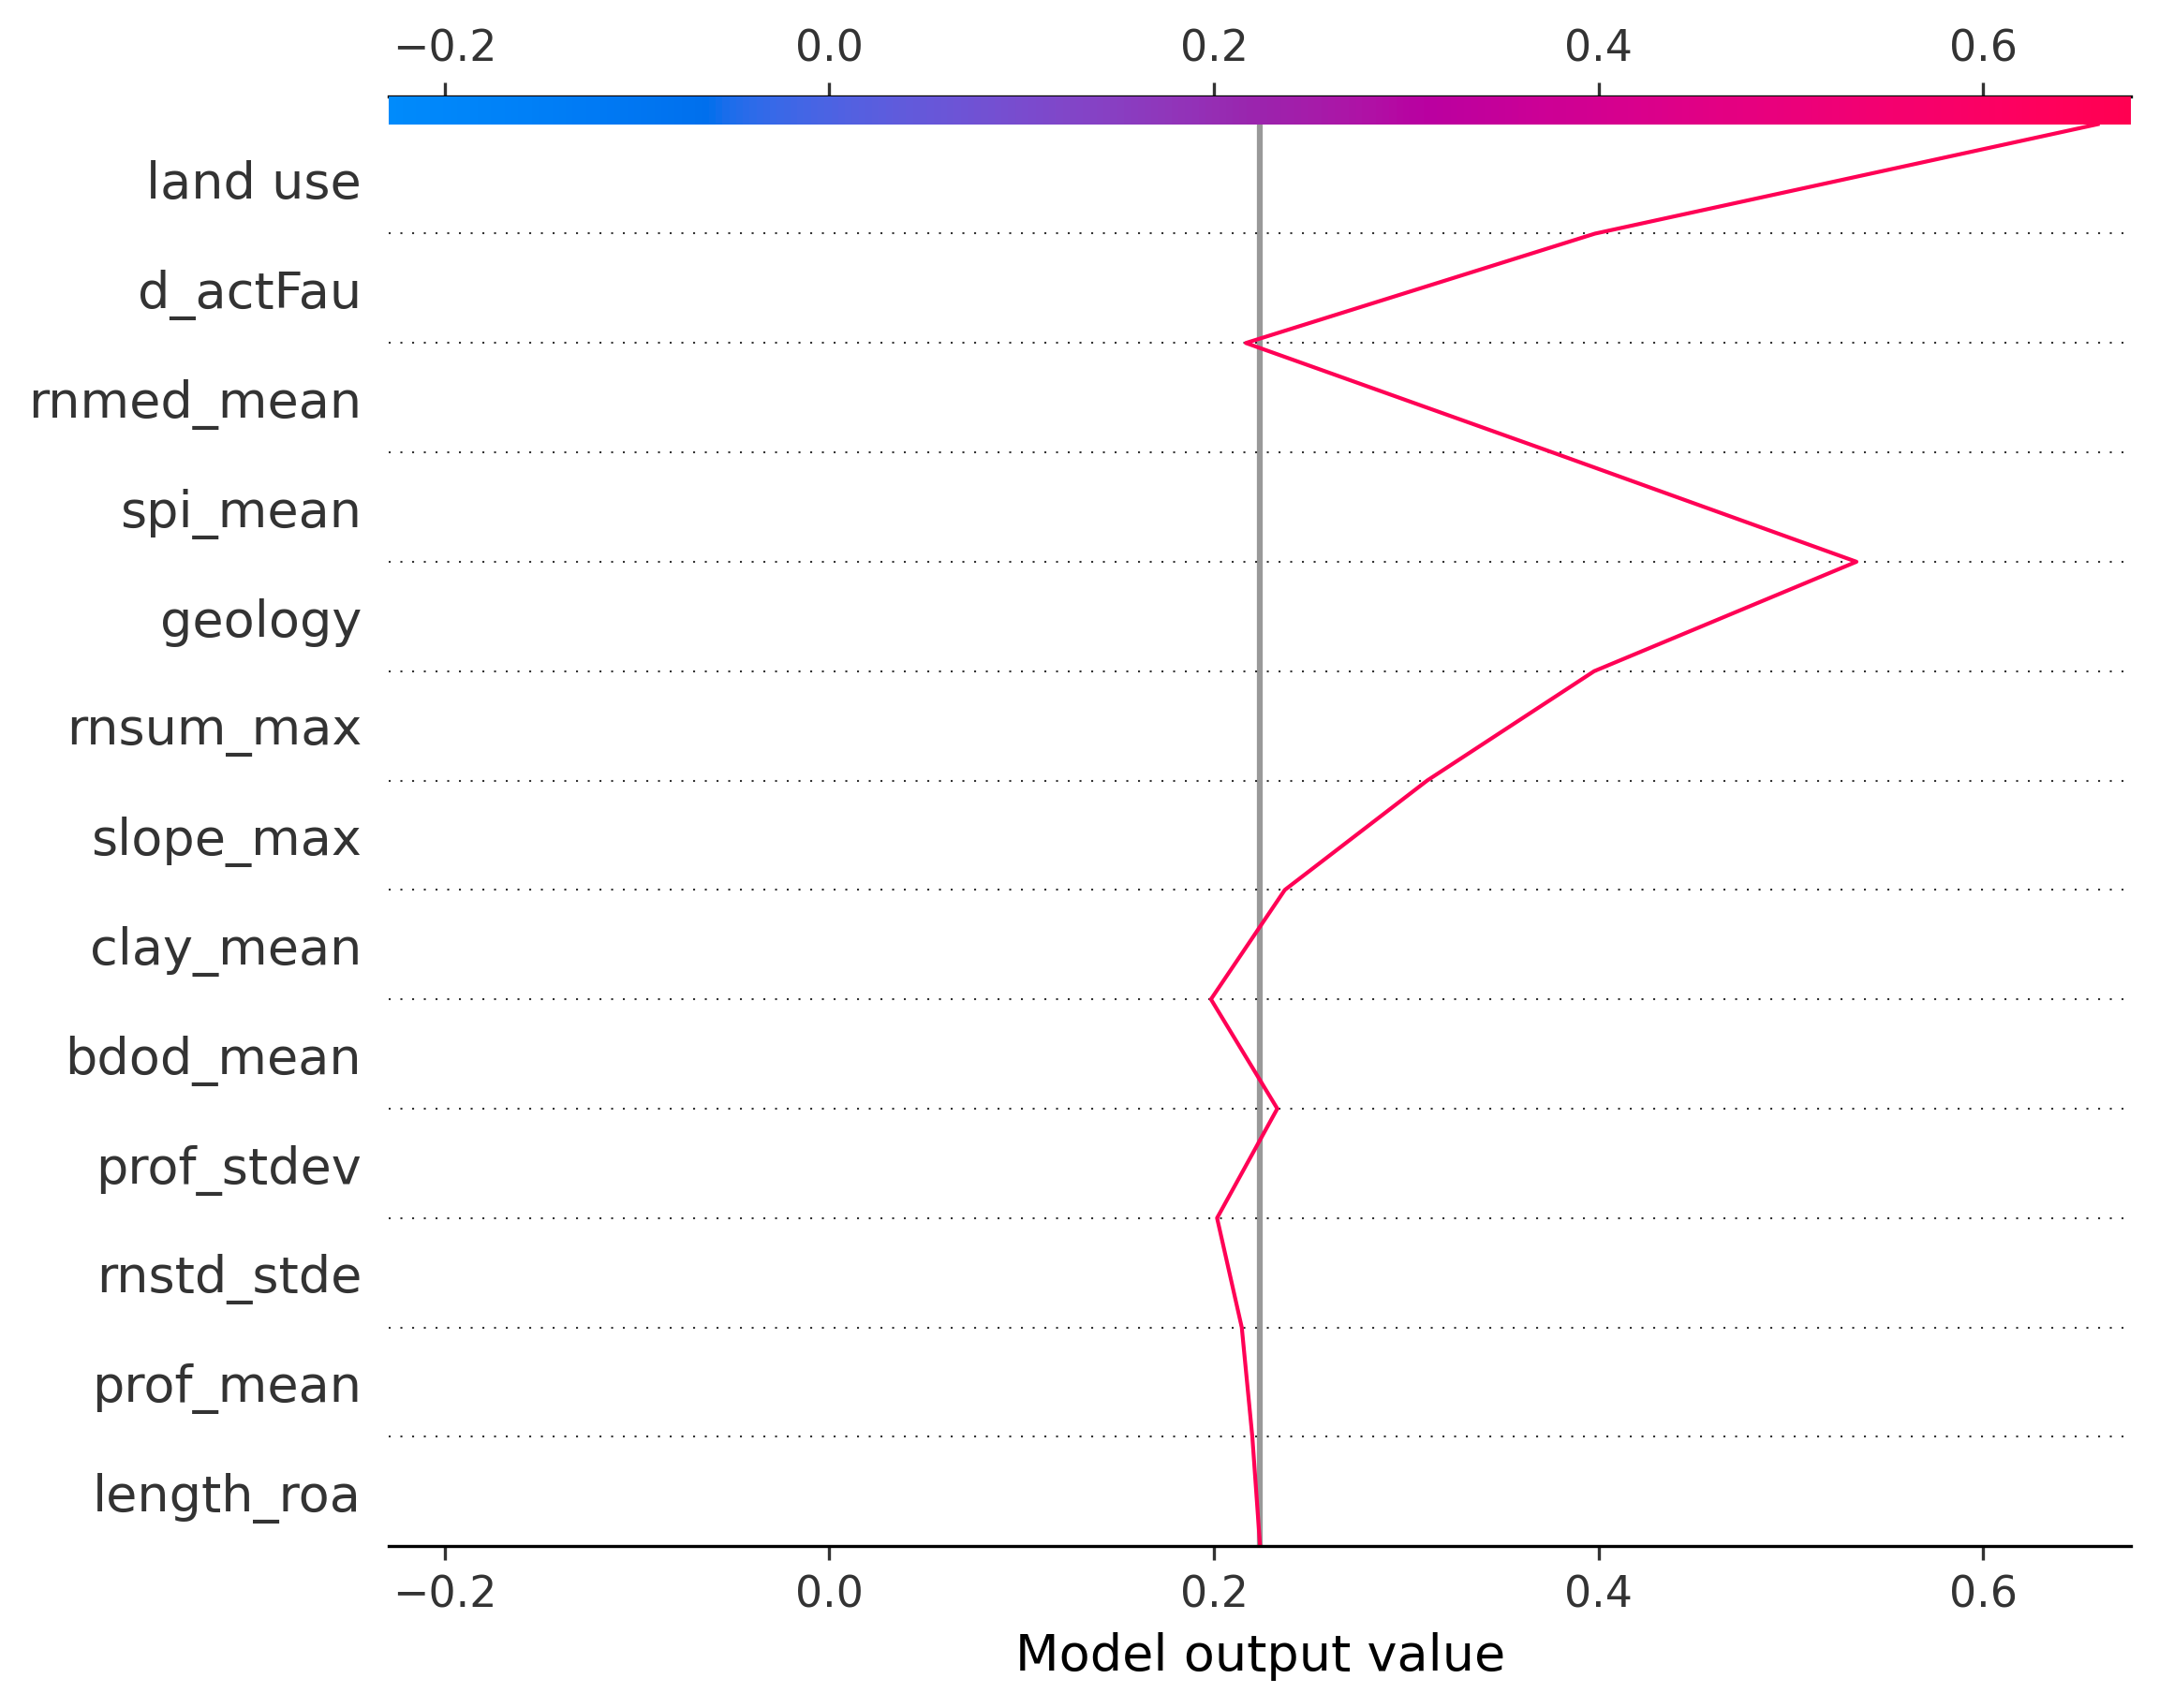 −0.2 0.0 0.2 0.4 0.6
land use
d_actFau
rnmed_mean
spi_mean
geology
rnsum_max
slope_max
clay_mean
bdod_mean
prof_stdev
rnstd_stde
prof_mean
length_roa
−0.2 0.0 0.2 0.4 0.6
Model output value